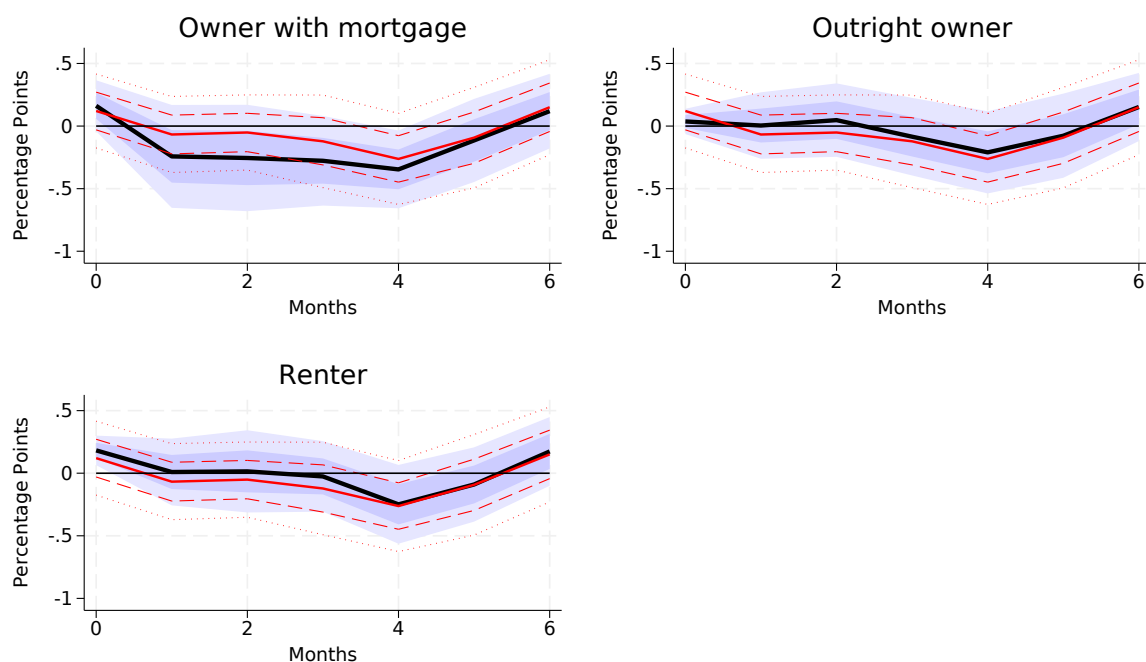 Owner with mortgage
Percentage Points
.5
0
-.5
-1
0 2 4 6
Months
Outright owner
Percentage Points
.5
0
-.5
-1
0 2 4 6
Months
Renter
Percentage Points
.5
0
-.5
-1
0 2 4 6
Months